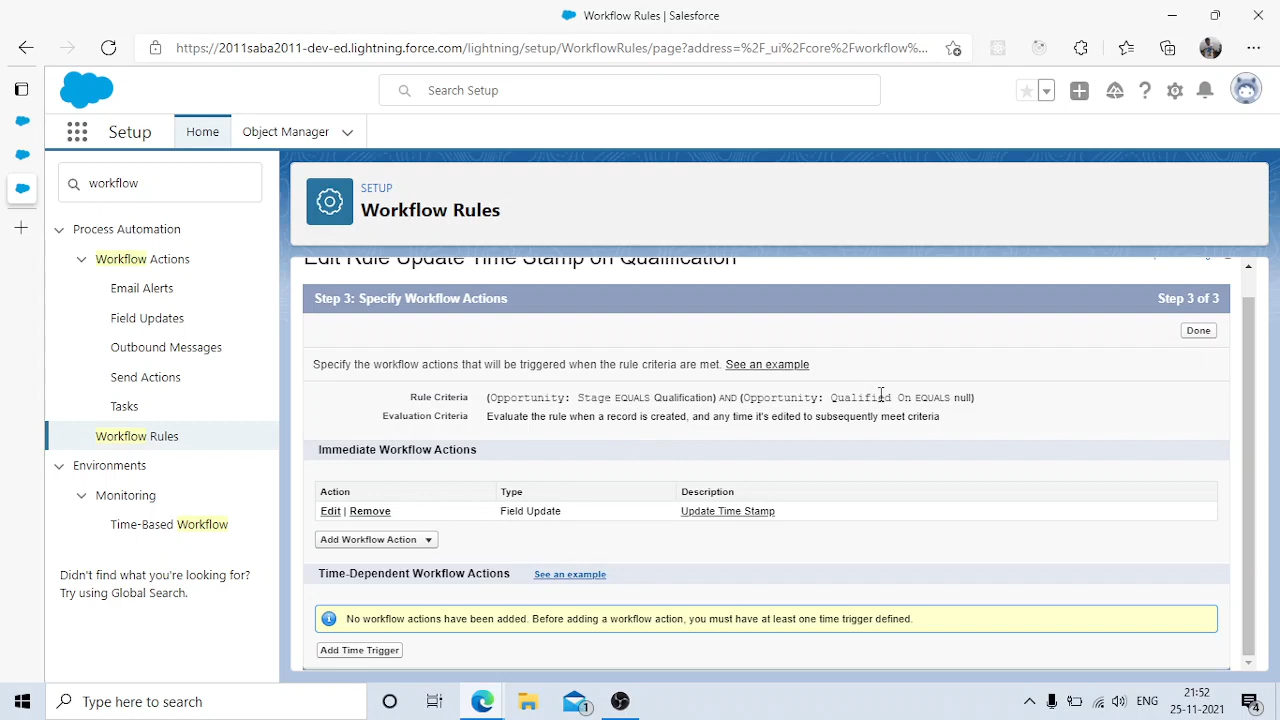 Workflow Rules | Salesforce
https://2011saba2011-dev-ed.lightning.force.com/lightning/setup/WorkflowRules/page?address=%2F_ui%2Fcore%2Fworkflow%...
Search Setup
Setup
Home
Object Manager
workflow
Process Automation
Workflow Actions
Email Alerts
Field Updates
Outbound Messages
Send Actions
Tasks
Workflow Rules
Environments
Monitoring
Time-Based Workflow
Didn't find what you're looking for?
Try using Global Search.
SETUP
Workflow Rules
Edit Rule Update Time Stamp on Qualification
Step 3: Specify Workflow Actions
Step 3 of 3
Done
Specify the workflow actions that will be triggered when the rule criteria are met. See an example
Rule Criteria (Opportunity: Stage EQUALS Qualification) AND (Opportunity: Qualified On EQUALS null)
Evaluation Criteria Evaluate the rule when a record is created, and any time it's edited to subsequently meet criteria
Immediate Workflow Actions
Action Type Description
Edit | Remove Field Update Update Time Stamp
Add Workflow Action
Time-Dependent Workflow Actions See an example
No workflow actions have been added. Before adding a workflow action, you must have at least one time trigger defined.
Add Time Trigger
Type here to search
1
ENG
21:52
25-11-2021
4